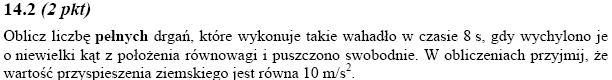 14.2 (2 pkt)
Oblicz liczbę pełnych drgań, które wykonuje takie wahadło w czasie 8 s, gdy wychylono je
o niewielki kąt z położenia równowagi i puszczono swobodnie. W obliczeniach przyjmij, że
wartość przyspieszenia ziemskiego jest równa 10 m/s².